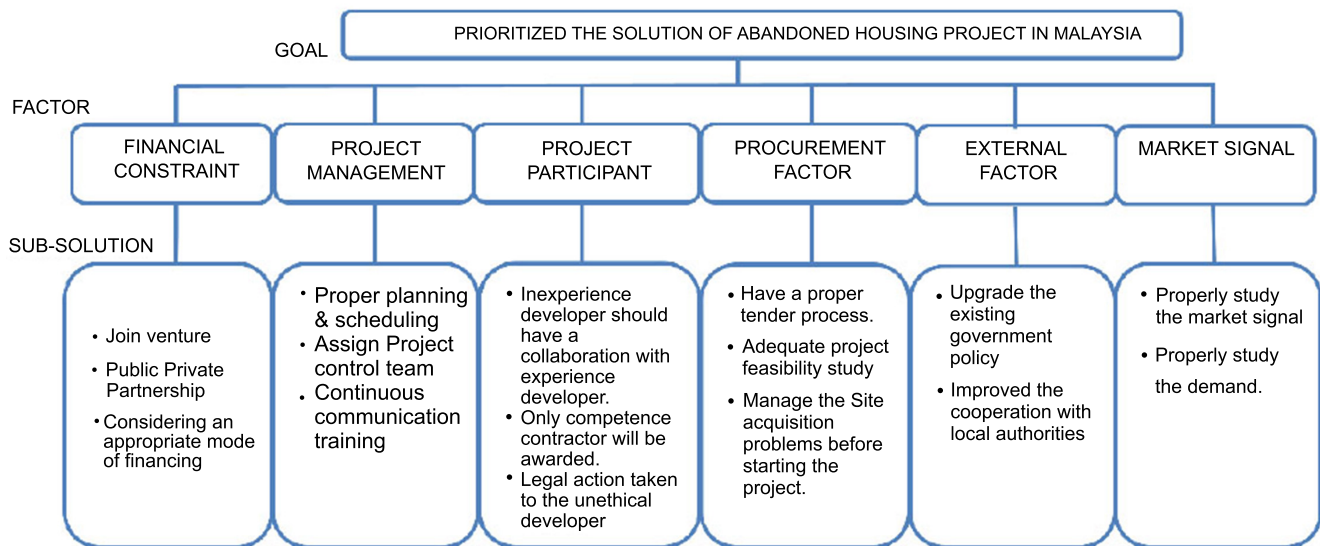 PRIORITIZED THE SOLUTION OF ABANDONED HOUSING PROJECT IN MALAYSIA
GOAL
FACTOR
FINANCIAL
CONSTRAINT
PROJECT
MANAGEMENT
PROJECT
PARTICIPANT
PROCUREMENT
FACTOR
EXTERNAL
FACTOR
MARKET SIGNAL
SUB-SOLUTION
• Join venture
• Public Private
Partnership
• Considering an
appropriate mode
of financing
• Proper planning
& scheduling
• Assign Project
control team
• Continuous
communication
training
• Inexperience
developer should
have a
collaboration with
experience
developer.
• Only competence
contractor will be
awarded.
• Legal action taken
to the unethical
developer
• Have a proper
tender process.
• Adequate project
feasibility study
• Manage the Site
acquisition
problems before
starting the
project.
• Upgrade the
existing
government
policy
• Improved the
cooperation with
local authorities
• Properly study
the market signal
• Properly study
the demand.